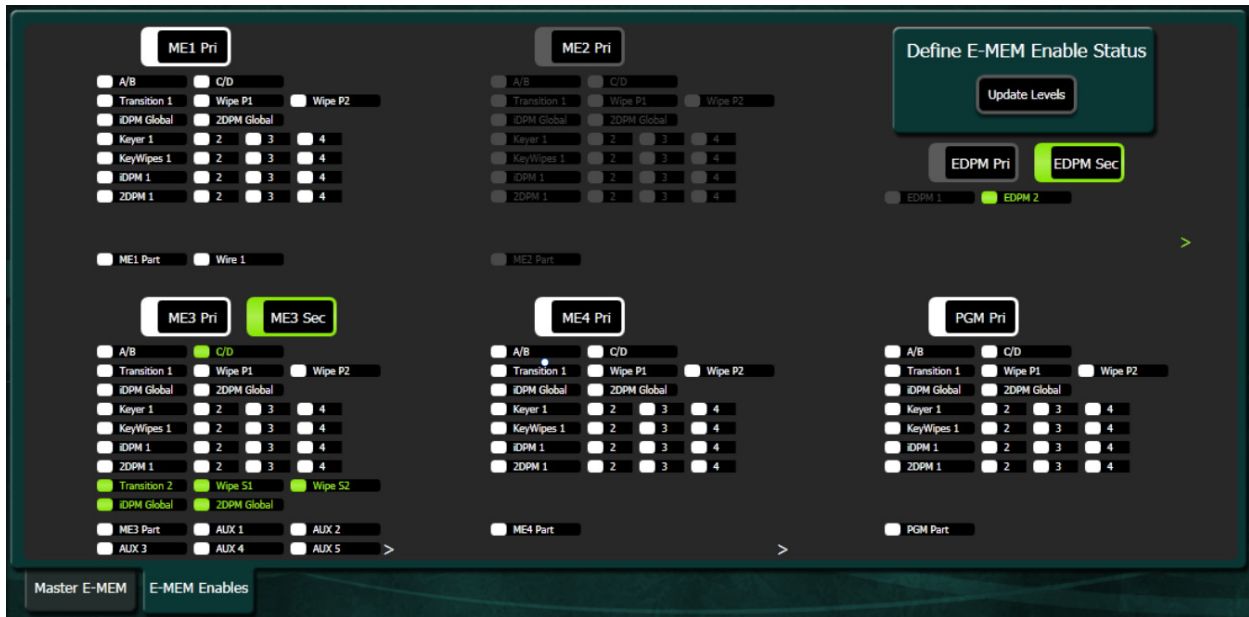 ME1 Pri
A/B C/D
Transition 1 Wipe P1 Wipe P2
iDPM Global 2DPM Global
Keyer 1 2 3 4
KeyWipes 1 2 3 4
iDPM 1 2 3 4
2DPM 1 2 3 4
ME1 Part Wire 1
ME2 Pri
A/B C/D
Transition 1 Wipe P1 Wipe P2
iDPM Global 2DPM Global
Keyer 1 2 3 4
KeyWipes 1 2 3 4
iDPM 1 2 3 4
2DPM 1 2 3 4
ME2 Part
Define E-MEM Enable Status
Update Levels
EDPM Pri EDPM Sec
EDPM 1 EDPM 2
>
ME3 Pri ME3 Sec
A/B C/D
Transition 1 Wipe P1 Wipe P2
iDPM Global 2DPM Global
Keyer 1 2 3 4
KeyWipes 1 2 3 4
iDPM 1 2 3 4
2DPM 1 2 3 4
Transition 2 Wipe S1 Wipe S2
iDPM Global 2DPM Global
ME3 Part AUX 1 AUX 2
AUX 3 AUX 4 AUX 5 >
ME4 Pri
A/B C/D
Transition 1 Wipe P1 Wipe P2
iDPM Global 2DPM Global
Keyer 1 2 3 4
KeyWipes 1 2 3 4
iDPM 1 2 3 4
2DPM 1 2 3 4
ME4 Part
>
PGM Pri
A/B C/D
Transition 1 Wipe P1 Wipe P2
iDPM Global 2DPM Global
Keyer 1 2 3 4
KeyWipes 1 2 3 4
iDPM 1 2 3 4
2DPM 1 2 3 4
PGM Part
Master E-MEM E-MEM Enables